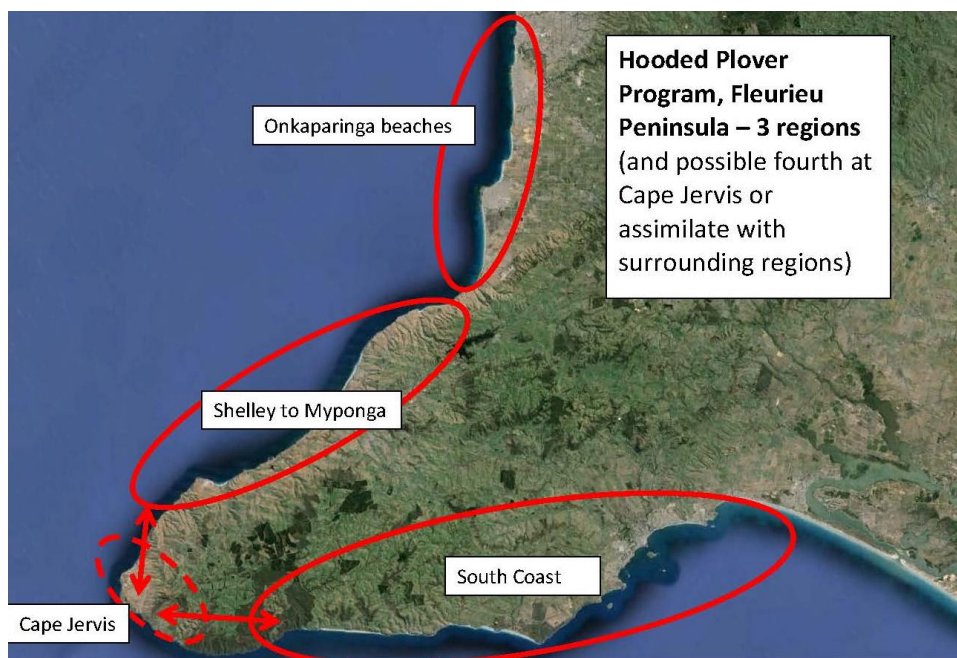 Hooded Plover
Program, Fleurieu
Peninsula – 3 regions
(and possible fourth at
Cape Jervis or
assimilate with
surrounding regions)
Onkaparinga beaches
Shelley to Myponga
South Coast
Cape Jervis